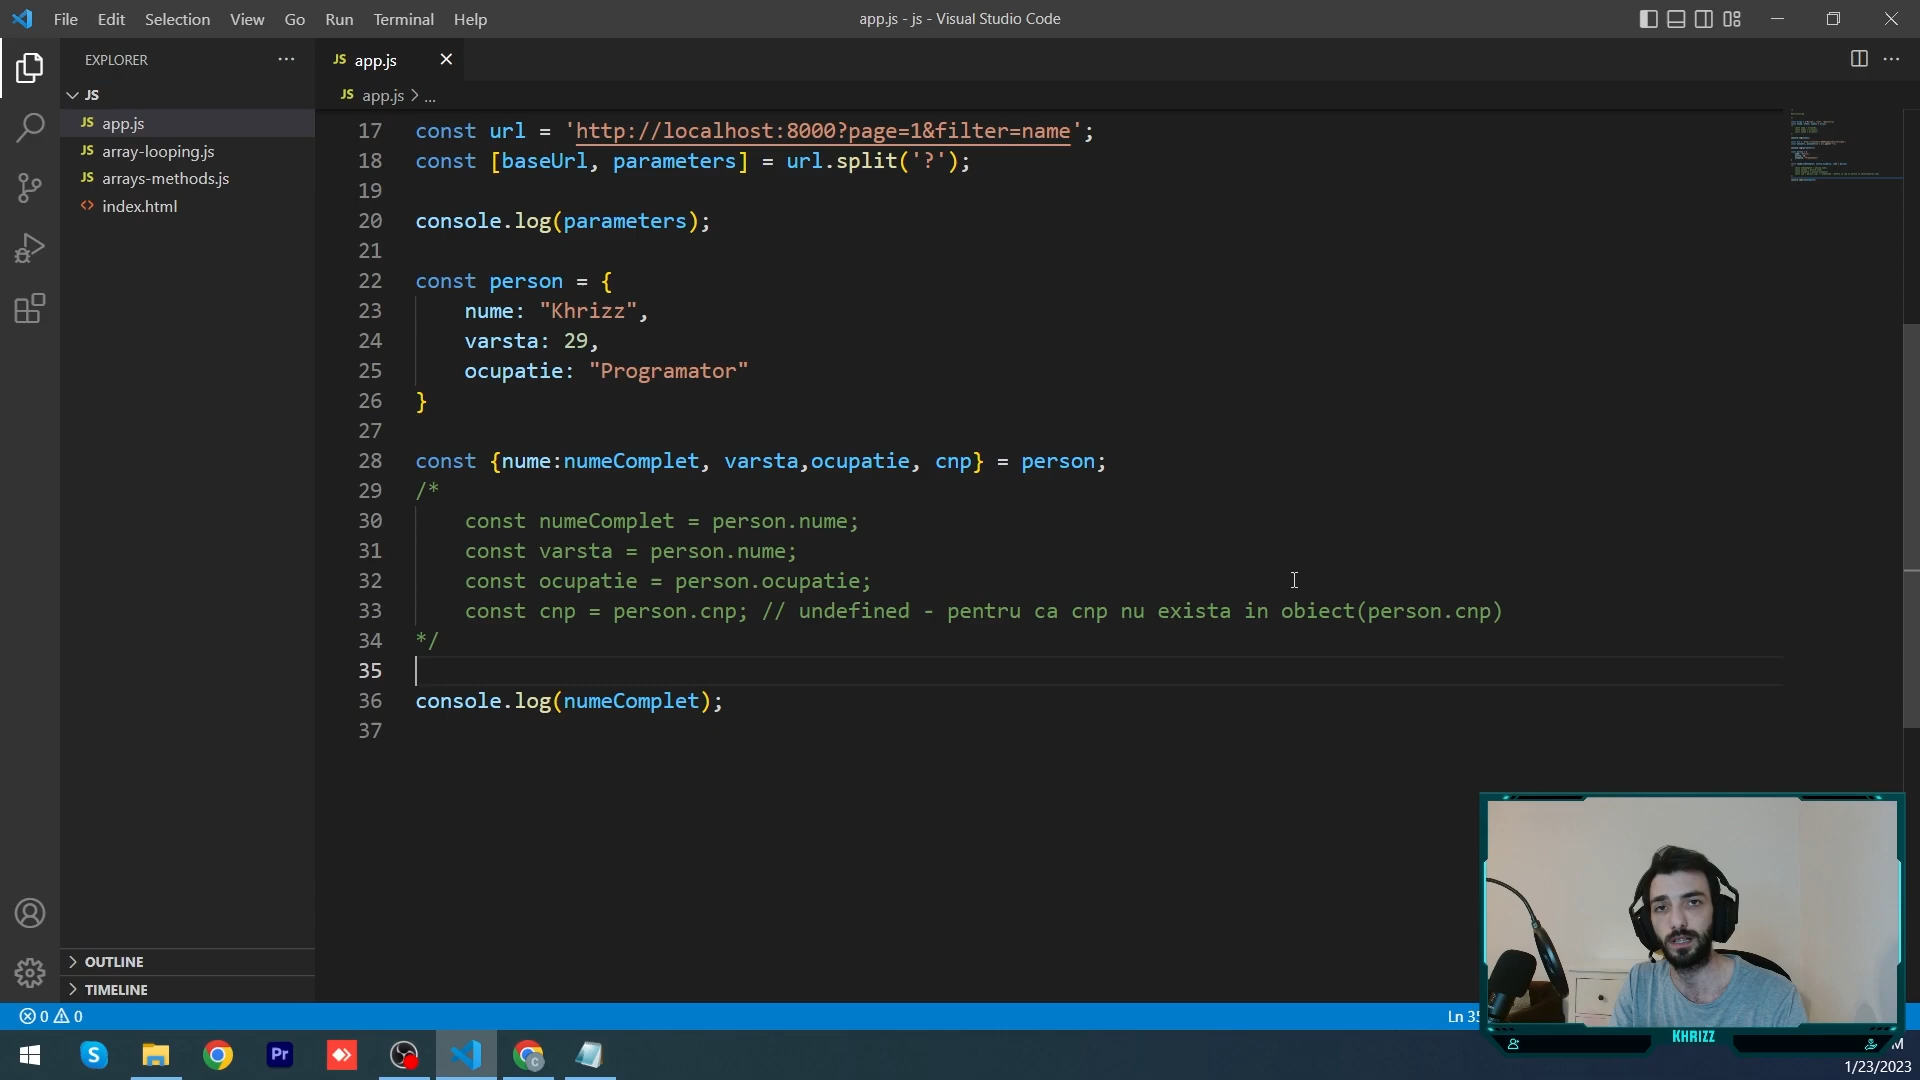 File Edit Selection View Go Run Terminal Help
app.js - js - Visual Studio Code
EXPLORER
JS
JS app.js
JS array-looping.js
JS arrays-methods.js
<> index.html
OUTLINE
TIMELINE
JS app.js
JS app.js > ...
17 const url = 'http://localhost:8000?page=1&filter=name';
18 const [baseUrl, parameters] = url.split('?');
19
20 console.log(parameters);
21
22 const person = {
23 nume: "Khrizz",
24 varsta: 29,
25 ocupatie: "Programator"
26 }
27
28 const {nume:numeComplet, varsta,ocupatie, cnp} = person;
29 /*
30 const numeComplet = person.nume;
31 const varsta = person.nume;
32 const ocupatie = person.ocupatie;
33 const cnp = person.cnp; // undefined - pentru ca cnp nu exista in obiect(person.cnp)
34 */
35
36 console.log(numeComplet);
37
0 0
Ln 35
KHRIZZ
S
Pr
C
M
1/23/2023